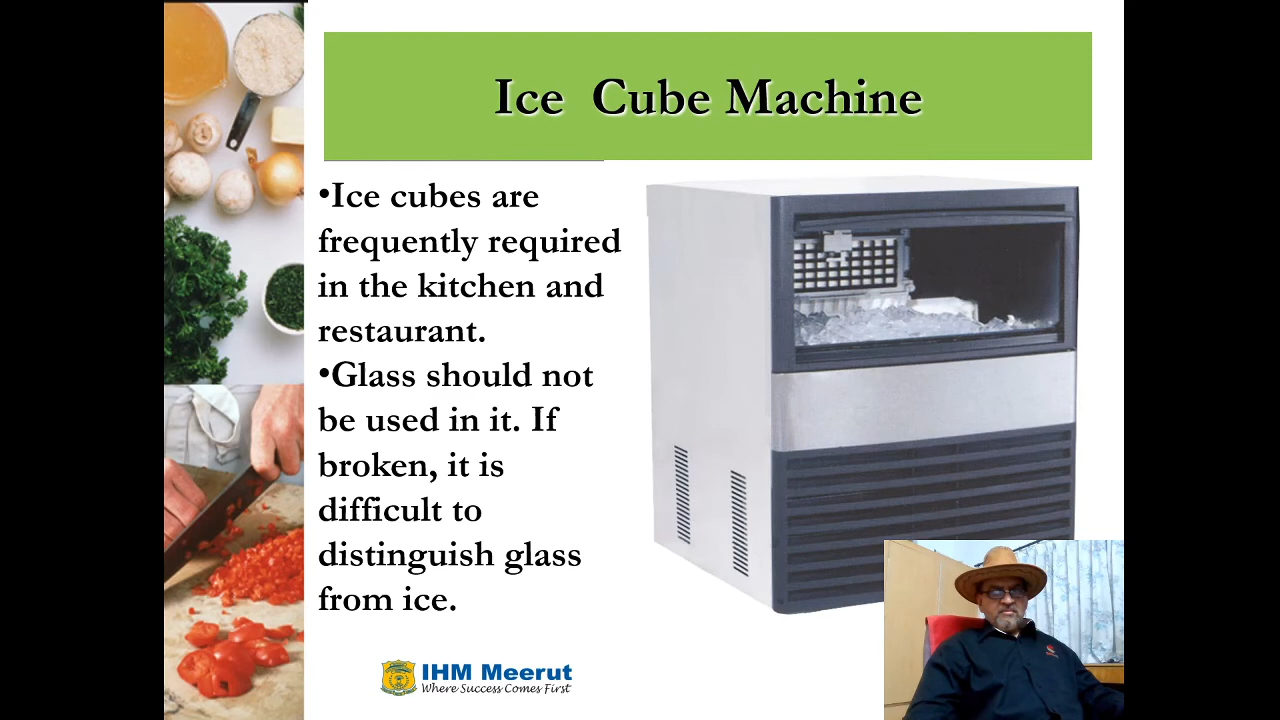 Ice Cube Machine
•Ice cubes are
frequently required
in the kitchen and
restaurant.
•Glass should not
be used in it. If
broken, it is
difficult to
distinguish glass
from ice.
IHM Meerut
Where Success Comes First